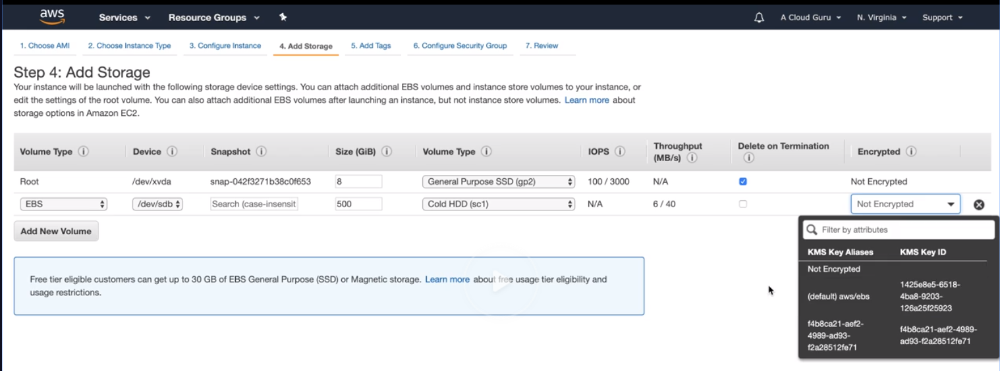 aws Services Resource Groups A Cloud Guru N. Virginia Support
1. Choose AMI 2. Choose Instance Type 3. Configure Instance 4. Add Storage 5. Add Tags 6. Configure Security Group 7. Review
Step 4: Add Storage
Your instance will be launched with the following storage device settings. You can attach additional EBS volumes and instance store volumes to your instance, or
edit the settings of the root volume. You can also attach additional EBS volumes after launching an instance, but not instance store volumes. Learn more about
storage options in Amazon EC2.
Volume Type i Device i Snapshot i Size (GiB) i Volume Type i IOPS i Throughput (MB/s) i Delete on Termination i Encrypted i
Root /dev/xvda snap-042f3271b38c0f653 8 General Purpose SSD (gp2) 100 / 3000 N/A Not Encrypted
EBS /dev/sdb Search (case-insensit 500 Cold HDD (sc1) N/A 6 / 40 Not Encrypted
Add New Volume
Filter by attributes
KMS Key Aliases KMS Key ID
Not Encrypted
(default) aws/ebs 1425e8e5-6518-4ba8-9203-126a25f25923
f4b8ca21-aef2-4989-ad93-f2a28512fe71 f4b8ca21-aef2-4989-ad93-f2a28512fe71
Free tier eligible customers can get up to 30 GB of EBS General Purpose (SSD) or Magnetic storage. Learn more about free usage tier eligibility and
usage restrictions.